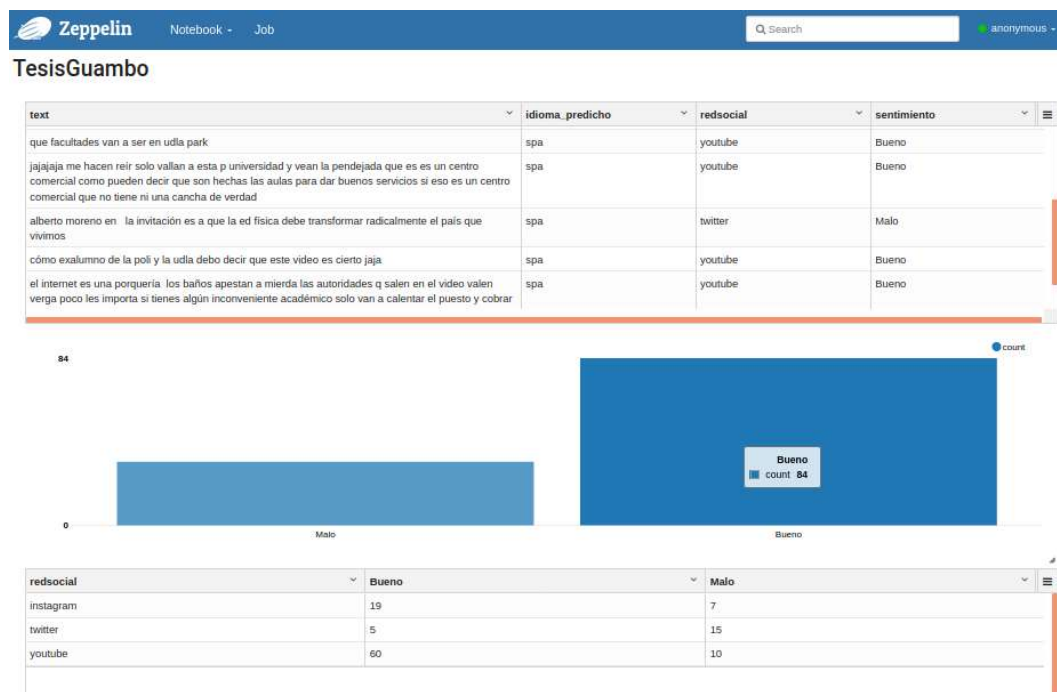 Zeppelin Notebook Job Search anonymous
TesisGuambo
text idioma_predicho redsocial sentimiento
que facultades van a ser en udla park spa youtube Bueno
jajajaja me hacen reír solo vallan a esta p universidad y vean la pendejada que es es un centro spa youtube Bueno
comercial como pueden decir que son hechas las aulas para dar buenos servicios si eso es un centro
comercial que no tiene ni una cancha de verdad
alberto moreno en la invitación es a que la ed física debe transformar radicalmente el país que spa twitter Malo
vivimos
cómo exalumno de la poli y la udla debo decir que este video es cierto jaja spa youtube Bueno
el internet es una porquería los baños apestan a mierda las autoridades q salen en el video valen spa youtube Bueno
verga poco les importa si tienes algún inconveniente académico solo van a calentar el puesto y cobrar
count
84
Bueno
count 84
0
Malo Bueno
redsocial Bueno Malo
instagram 19 7
twitter 5 15
youtube 60 10